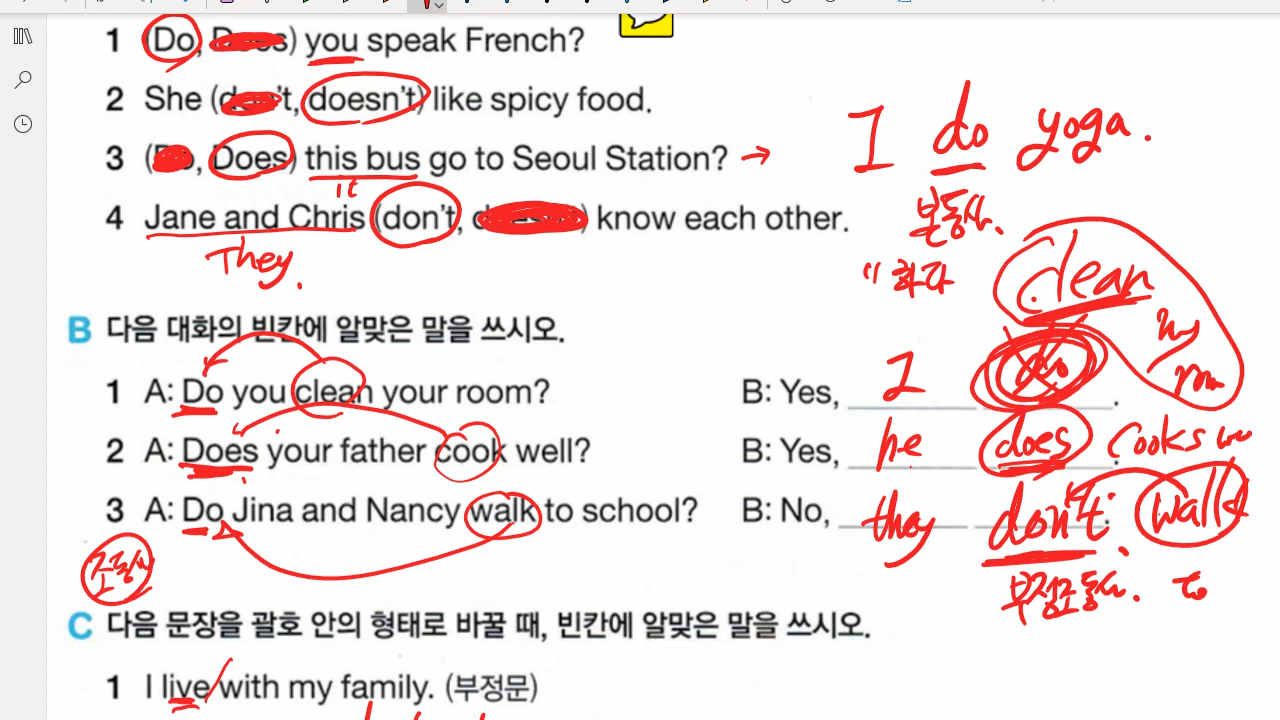 1 (Do, Does) you speak French?
2 She (don't, doesn't) like spicy food.
I do yoga.
3 (Do, Does) this bus go to Seoul Station? →
it
본동사.
4 Jane and Chris (don't, doesn't) know each other.
They.
"하다
clean
my
room
B 다음 대화의 빈칸에 알맞은 말을 쓰시오.
1 A: Do you clean your room? B: Yes, I do.
2 A: Does your father cook well? B: Yes, he does. cooks
3 A: Do Jina and Nancy walk to school? B: No, they don't. walk
조동사
부정조동사. to
C 다음 문장을 괄호 안의 형태로 바꿀 때, 빈칸에 알맞은 말을 쓰시오.
1 I live with my family. (부정문)